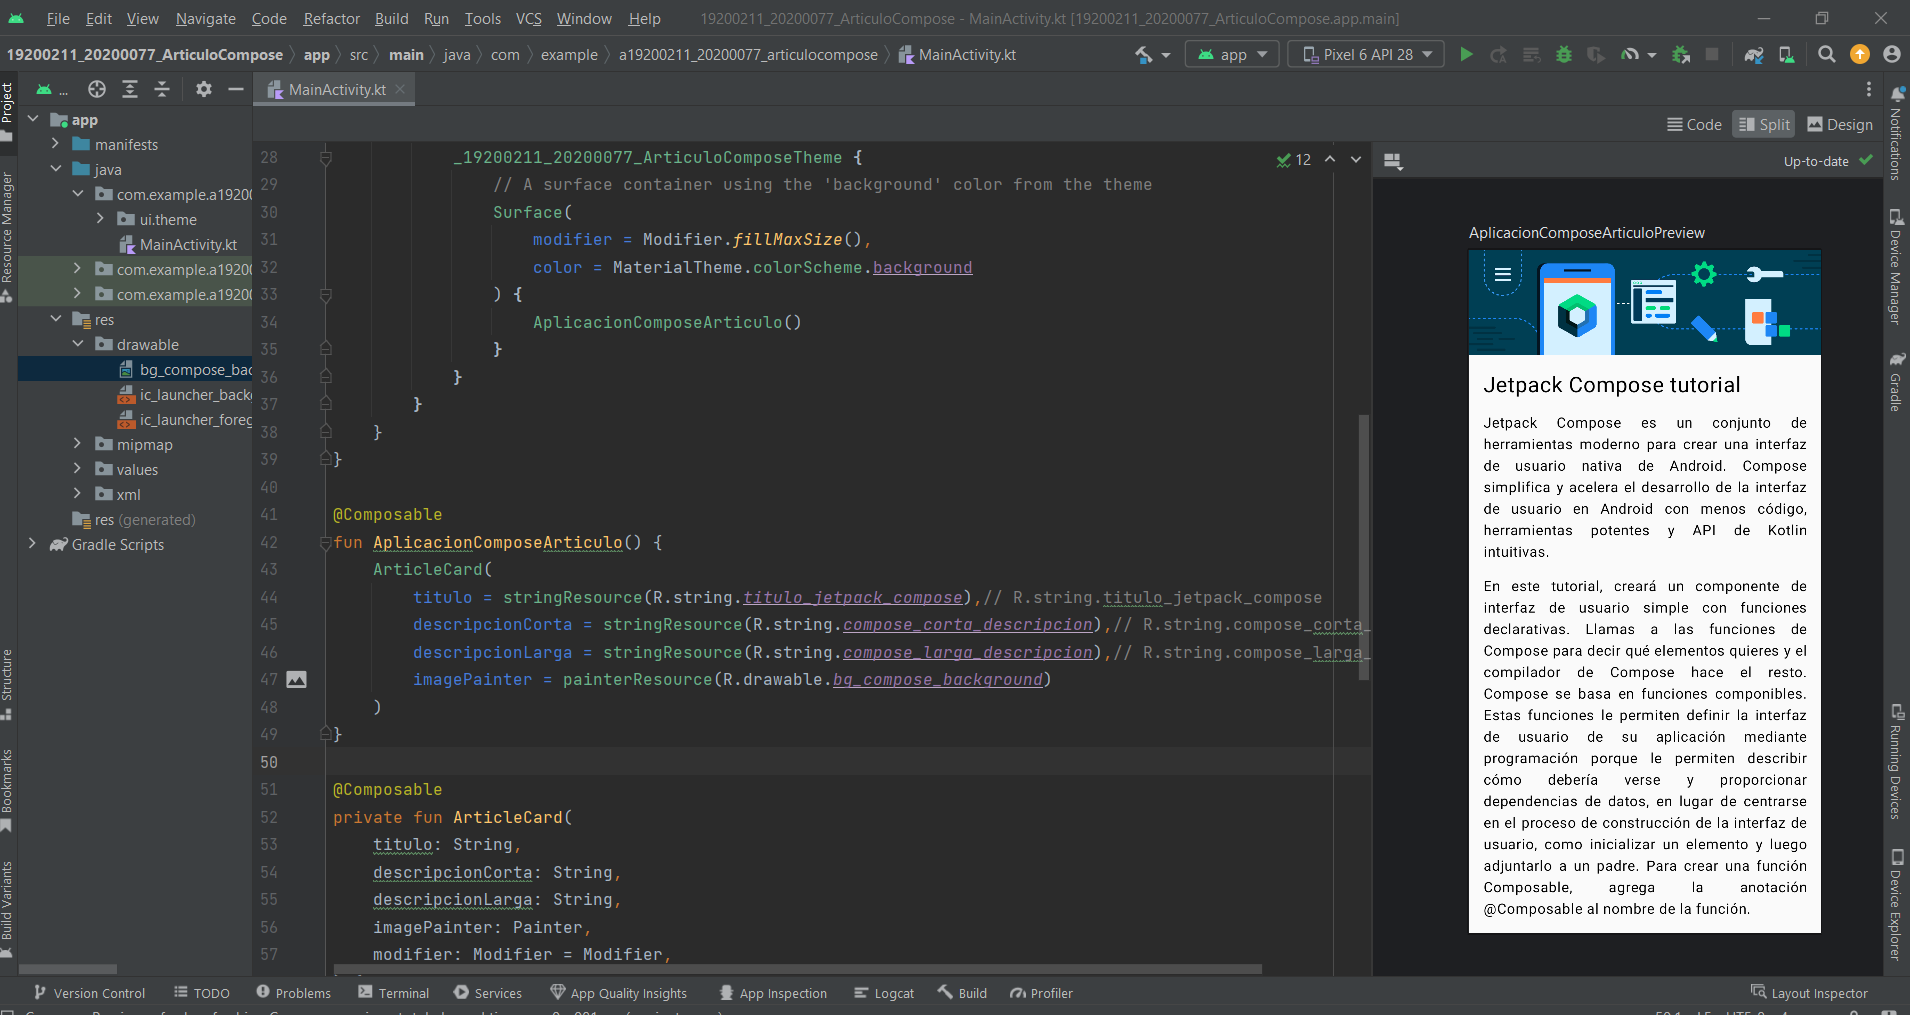 File Edit View Navigate Code Refactor Build Run Tools VCS Window Help 19200211_20200077_ArticuloCompose - MainActivity.kt [19200211_20200077_ArticuloCompose.app.main]
19200211_20200077_ArticuloCompose app src main java com example a19200211_20200077_articulocompose MainActivity.kt app Pixel 6 API 28
Project
Resource Manager
Structure
Bookmarks
Build Variants
...
app
manifests
java
com.example.a19200
ui.theme
MainActivity.kt
com.example.a19200
com.example.a19200
res
drawable
bg_compose_bac
ic_launcher_back
ic_launcher_foreg
mipmap
values
xml
res (generated)
Gradle Scripts
MainActivity.kt
Code Split Design
12
28 _19200211_20200077_ArticuloComposeTheme {
29 // A surface container using the 'background' color from the theme
30 Surface(
31 modifier = Modifier.fillMaxSize(),
32 color = MaterialTheme.colorScheme.background
33 ) {
34 AplicacionComposeArticulo()
35 }
36 }
37 }
38 }
39 }
40
41 @Composable
42 fun AplicacionComposeArticulo() {
43 ArticleCard(
44 titulo = stringResource(R.string.titulo_jetpack_compose),// R.string.titulo_jetpack_compose
45 descripcionCorta = stringResource(R.string.compose_corta_descripcion),// R.string.compose_corta_
46 descripcionLarga = stringResource(R.string.compose_larga_descripcion),// R.string.compose_larga_
47 imagePainter = painterResource(R.drawable.bg_compose_background)
48 )
49 }
50
51 @Composable
52 private fun ArticleCard(
53 titulo: String,
54 descripcionCorta: String,
55 descripcionLarga: String,
56 imagePainter: Painter,
57 modifier: Modifier = Modifier,
Up-to-date
AplicacionComposeArticuloPreview
Jetpack Compose tutorial
Jetpack Compose es un conjunto de
herramientas moderno para crear una interfaz
de usuario nativa de Android. Compose
simplifica y acelera el desarrollo de la interfaz
de usuario en Android con menos código,
herramientas potentes y API de Kotlin
intuitivas.
En este tutorial, creará un componente de
interfaz de usuario simple con funciones
declarativas. Llamas a las funciones de
Compose para decir qué elementos quieres y el
compilador de Compose hace el resto.
Compose se basa en funciones componibles.
Estas funciones le permiten definir la interfaz
de usuario de su aplicación mediante
programación porque le permiten describir
cómo debería verse y proporcionar
dependencias de datos, en lugar de centrarse
en el proceso de construcción de la interfaz de
usuario, como inicializar un elemento y luego
adjuntarlo a un padre. Para crear una función
Composable, agrega la anotación
@Composable al nombre de la función.
Notifications
Device Manager
Gradle
Running Devices
Device Explorer
Version Control TODO Problems Terminal Services App Quality Insights App Inspection Logcat Build Profiler Layout Inspector